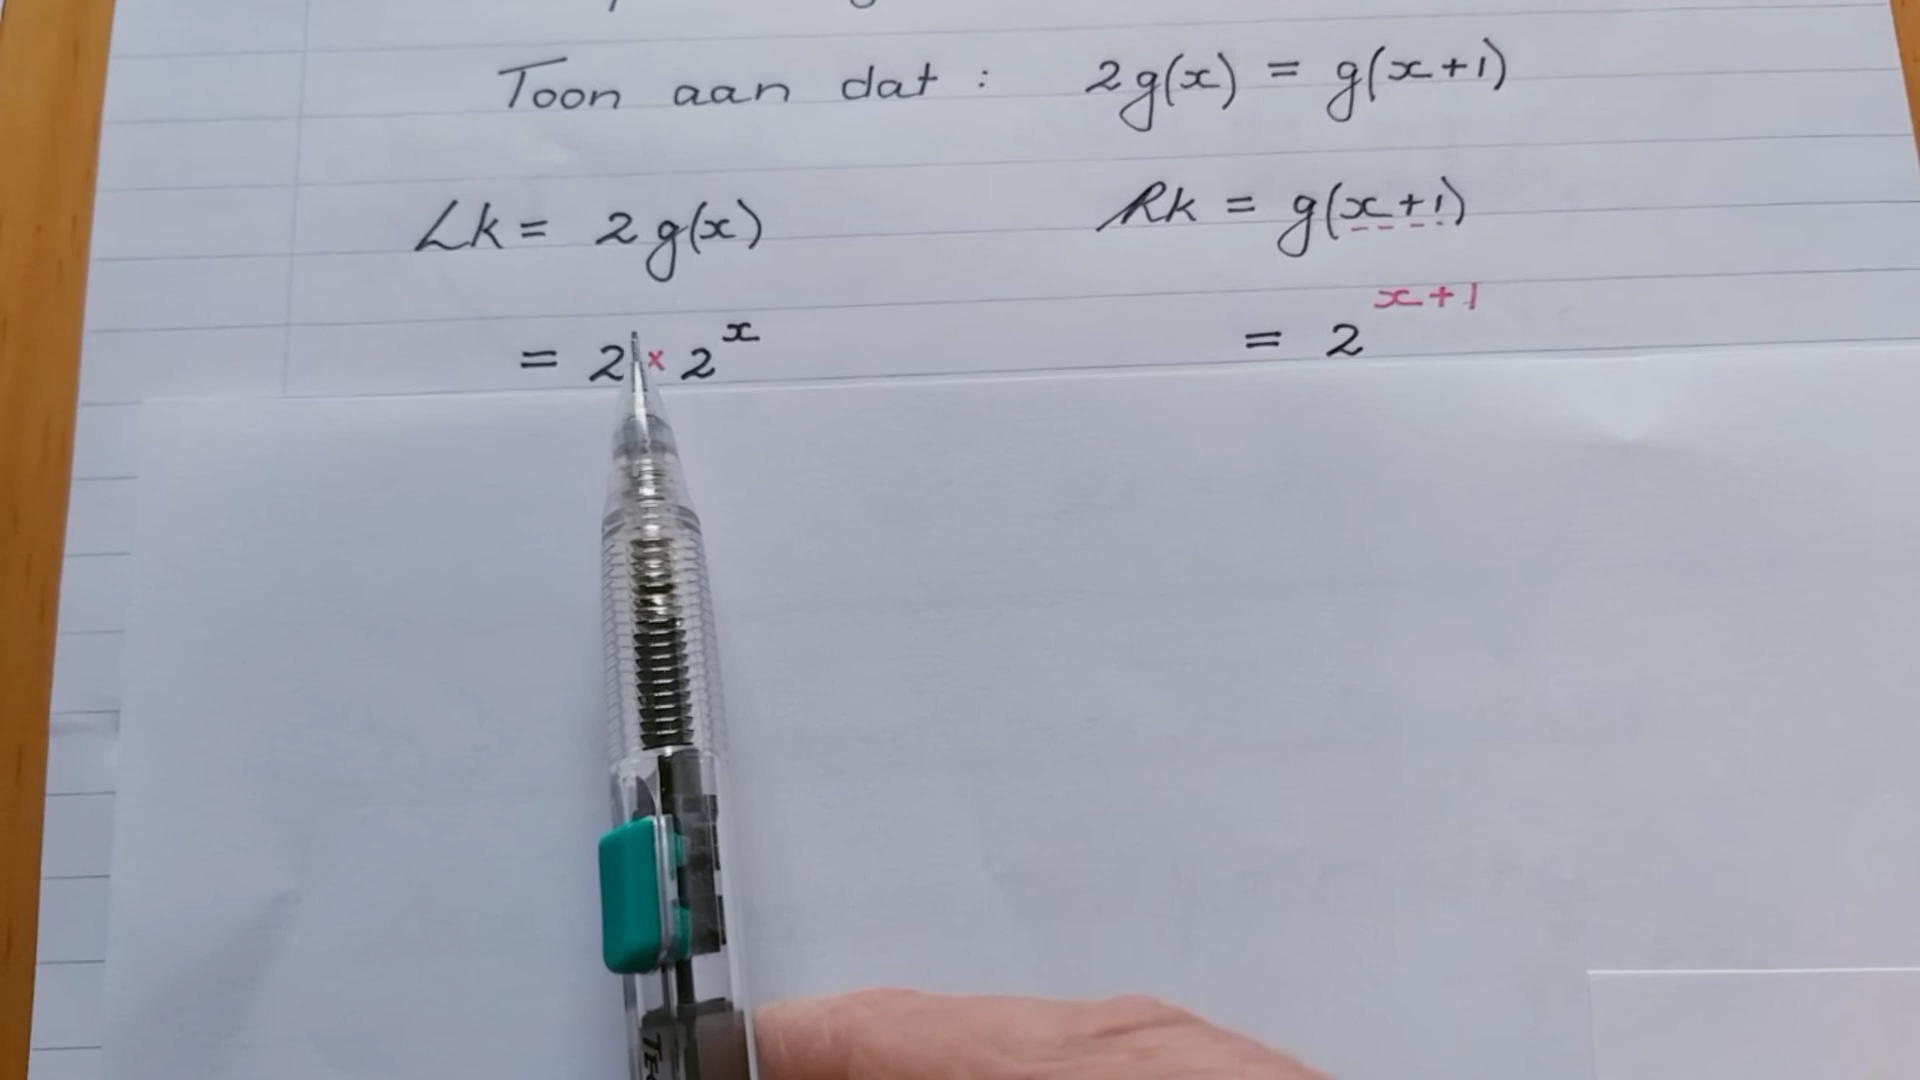 Toon aan dat : 2g(x) = g(x+1)
Lk = 2g(x)
Rk = g(x+1)
= 2 × 2^x
= 2^x+1